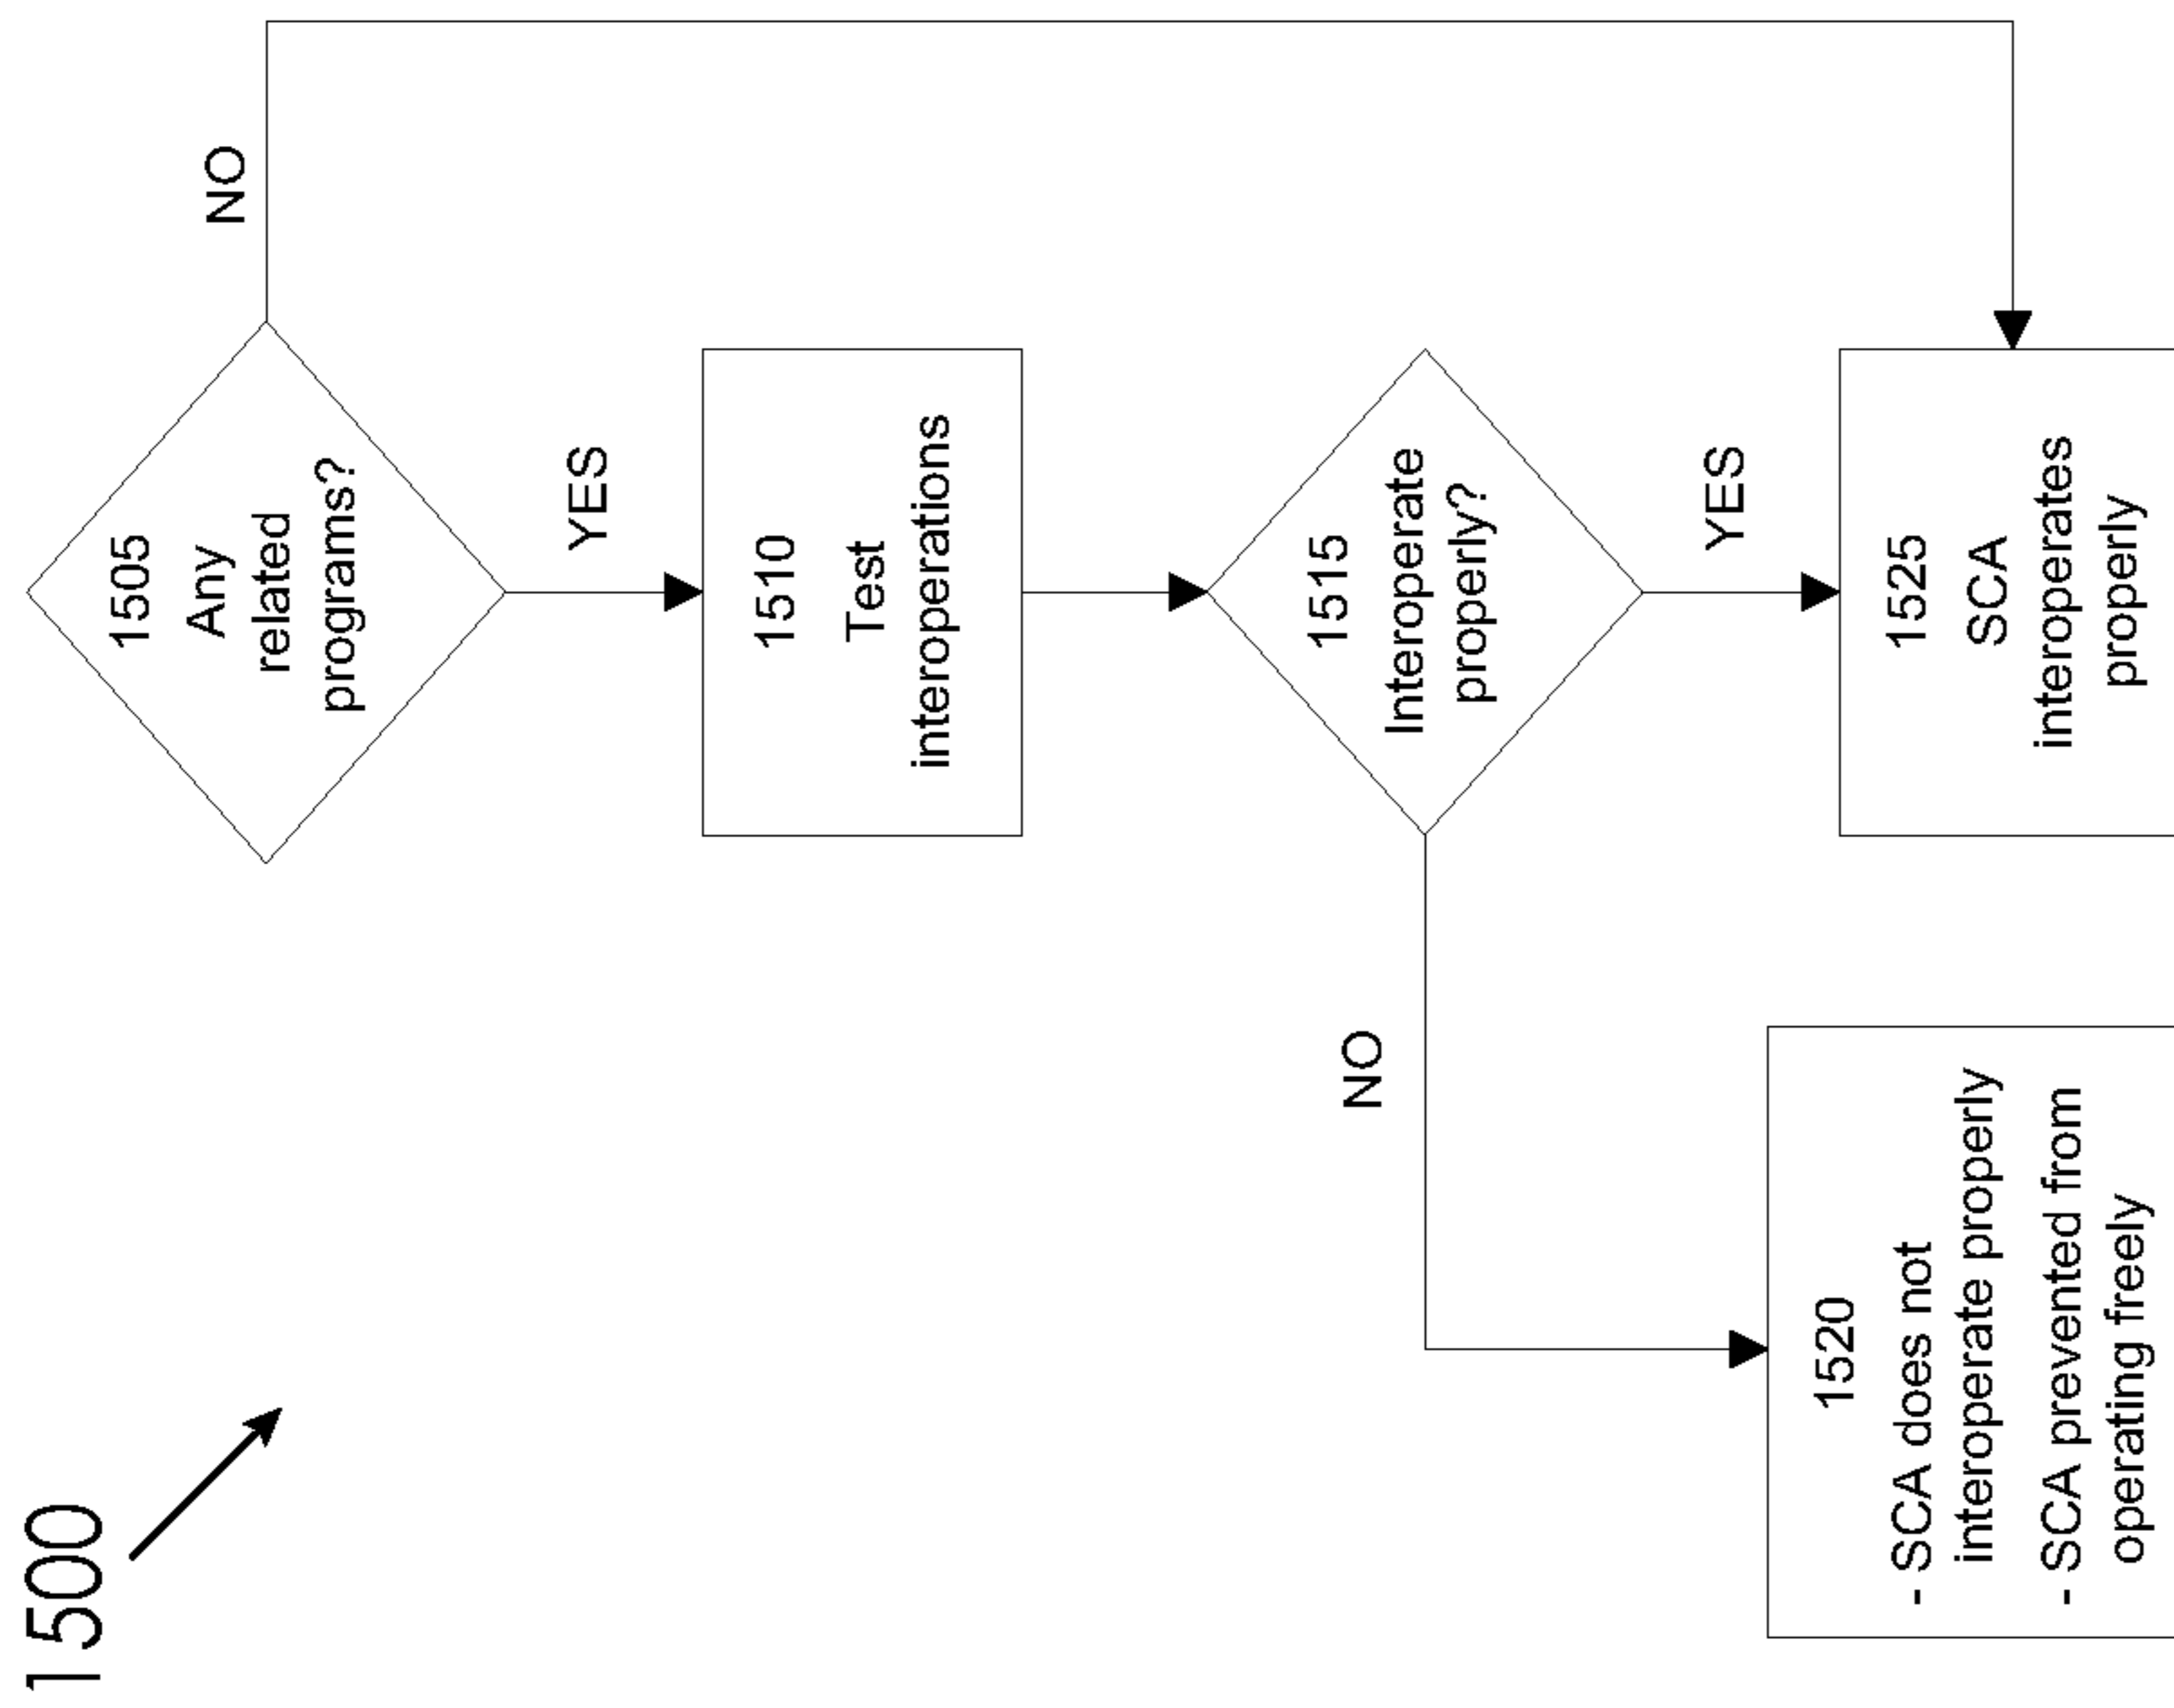 1500
1505
Any
related
programs?
NO
YES
1510
Test
interoperations
1515
Interoperate
properly?
NO
YES
1520
- SCA does not
interoperate properly
- SCA prevented from
operating freely
1525
SCA
interoperates
properly